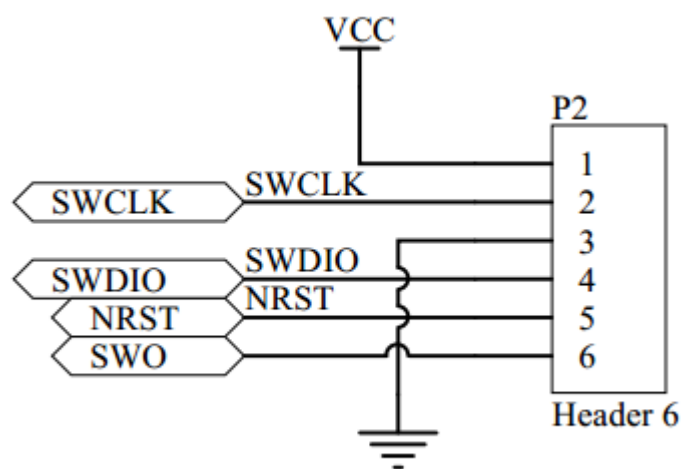 VCC
P2
1
SWCLK SWCLK 2
3
SWDIO SWDIO 4
NRST NRST 5
SWO 6
Header 6